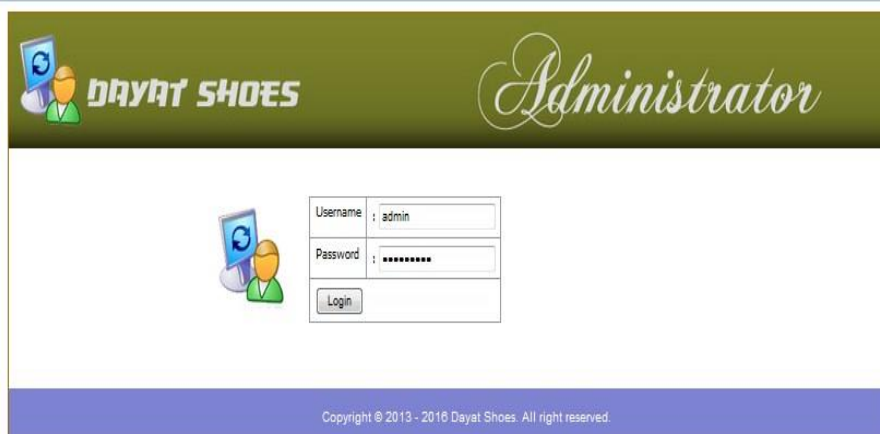 DAYAT SHOES
Administrator
Username : admin
Password : •••••••••
Login
Copyright © 2013 - 2016 Dayat Shoes. All right reserved.